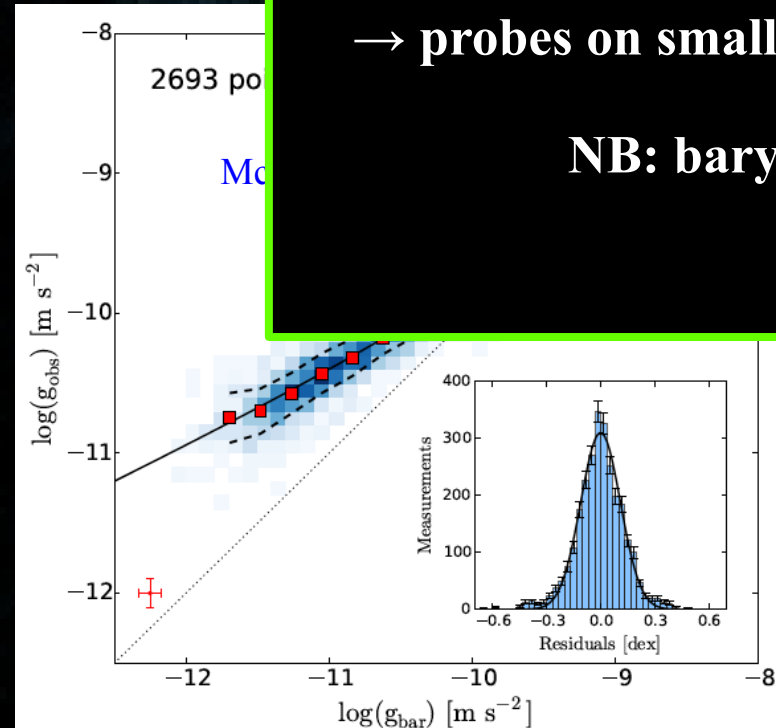 → probes on small
NB: bary
2693 poi
Mc
−8
−9
−10
−11
−12
log(g_obs) [m s⁻²]
400
300
200
100
0
Measurements
−0.6 −0.3 0.0 0.3 0.6
Residuals [dex]
−12 −11 −10 −9 −8
log(g_bar) [m s⁻²]